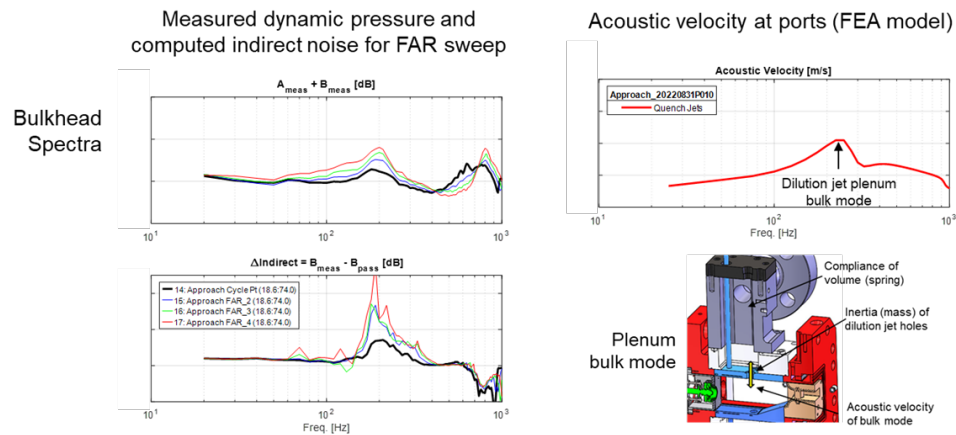 Measured dynamic pressure and
computed indirect noise for FAR sweep
Acoustic velocity at ports (FEA model)
Bulkhead
Spectra
A_meas + B_meas [dB]
10^1
10^2
10^3
ΔIndirect = B_meas - B_pass [dB]
14: Approach Cycle Pt (18.6:74.0)
15: Approach FAR_2 (18.6:74.0)
16: Approach FAR_3 (18.6:74.0)
17: Approach FAR_4 (18.6:74.0)
10^1
10^2
10^3
Freq. [Hz]
Acoustic Velocity [m/s]
Approach_20220831P010
Quench Jets
Dilution jet plenum
bulk mode
10^1
10^2
10^3
Freq. [Hz]
Plenum
bulk mode
Compliance of
volume (spring)
Inertia (mass) of
dilution jet holes
Acoustic velocity
of bulk mode